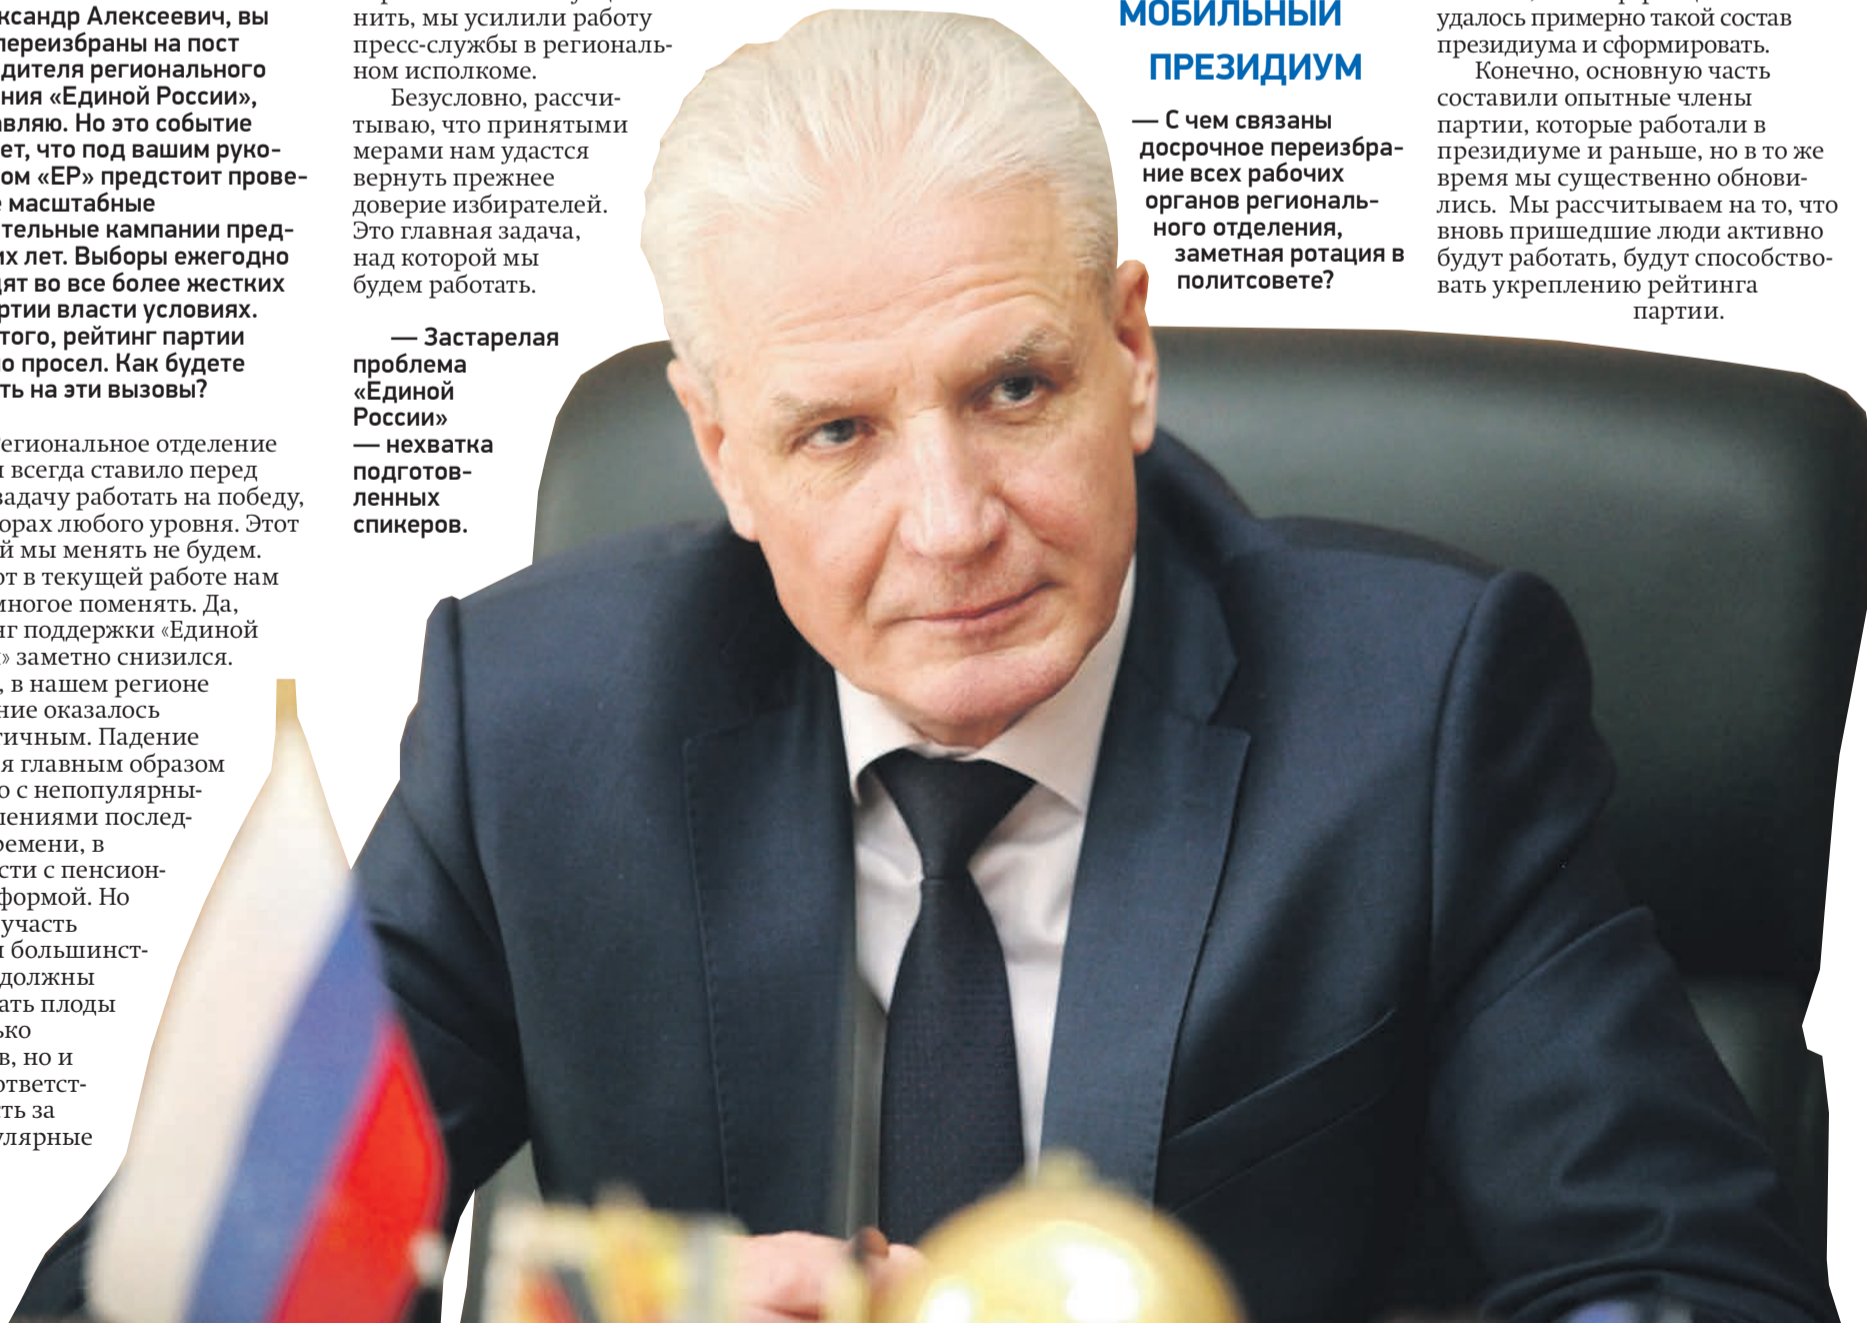 ксандр Алексеевич, вы
переизбраны на пост
дителя регионального
ния «Единой России»,
вляю. Но это событие
ет, что под вашим руко-
ом «ЕР» предстоит прове-
е масштабные
тельные кампании пред-
их лет. Выборы ежегодно
дят во все более жестких
ртии власти условиях.
того, рейтинг партии
о просел. Как будете
ть на эти вызовы?
Региональное отделение
и всегда ставило перед
задачу работать на победу,
орах любого уровня. Этот
й мы менять не будем.
от в текущей работе нам
многое поменять. Да,
нг поддержки «Единой
» заметно снизился.
, в нашем регионе
ние оказалось
тичным. Падение
я главным образом
о с непопулярны-
лениями послед-
ремени, в
сти с пенсион-
формой. Но
участь
и большинст-
должны
ать плоды
ько
в, но и
ответст-
ть за
улярные
нить, мы усилили работу
пресс-службы в региональ-
ном исполкоме.
Безусловно, рассчи-
тываю, что принятыми
мерами нам удастся
вернуть прежнее
доверие избирателей.
Это главная задача,
над которой мы
будем работать.
— Застарелая
проблема
«Единой
России»
— нехватка
подготов-
ленных
спикеров.
МОБИЛЬНЫЙ
ПРЕЗИДИУМ
— С чем связаны
досрочное переизбра-
ние всех рабочих
органов региональ-
ного отделения,
заметная ротация в
политсовете?
удалось примерно такой состав
президиума и сформировать.
Конечно, основную часть
составили опытные члены
партии, которые работали в
президиуме и раньше, но в то же
время мы существенно обнови-
лись. Мы рассчитываем на то, что
вновь пришедшие люди активно
будут работать, будут способство-
вать укреплению рейтинга
партии.